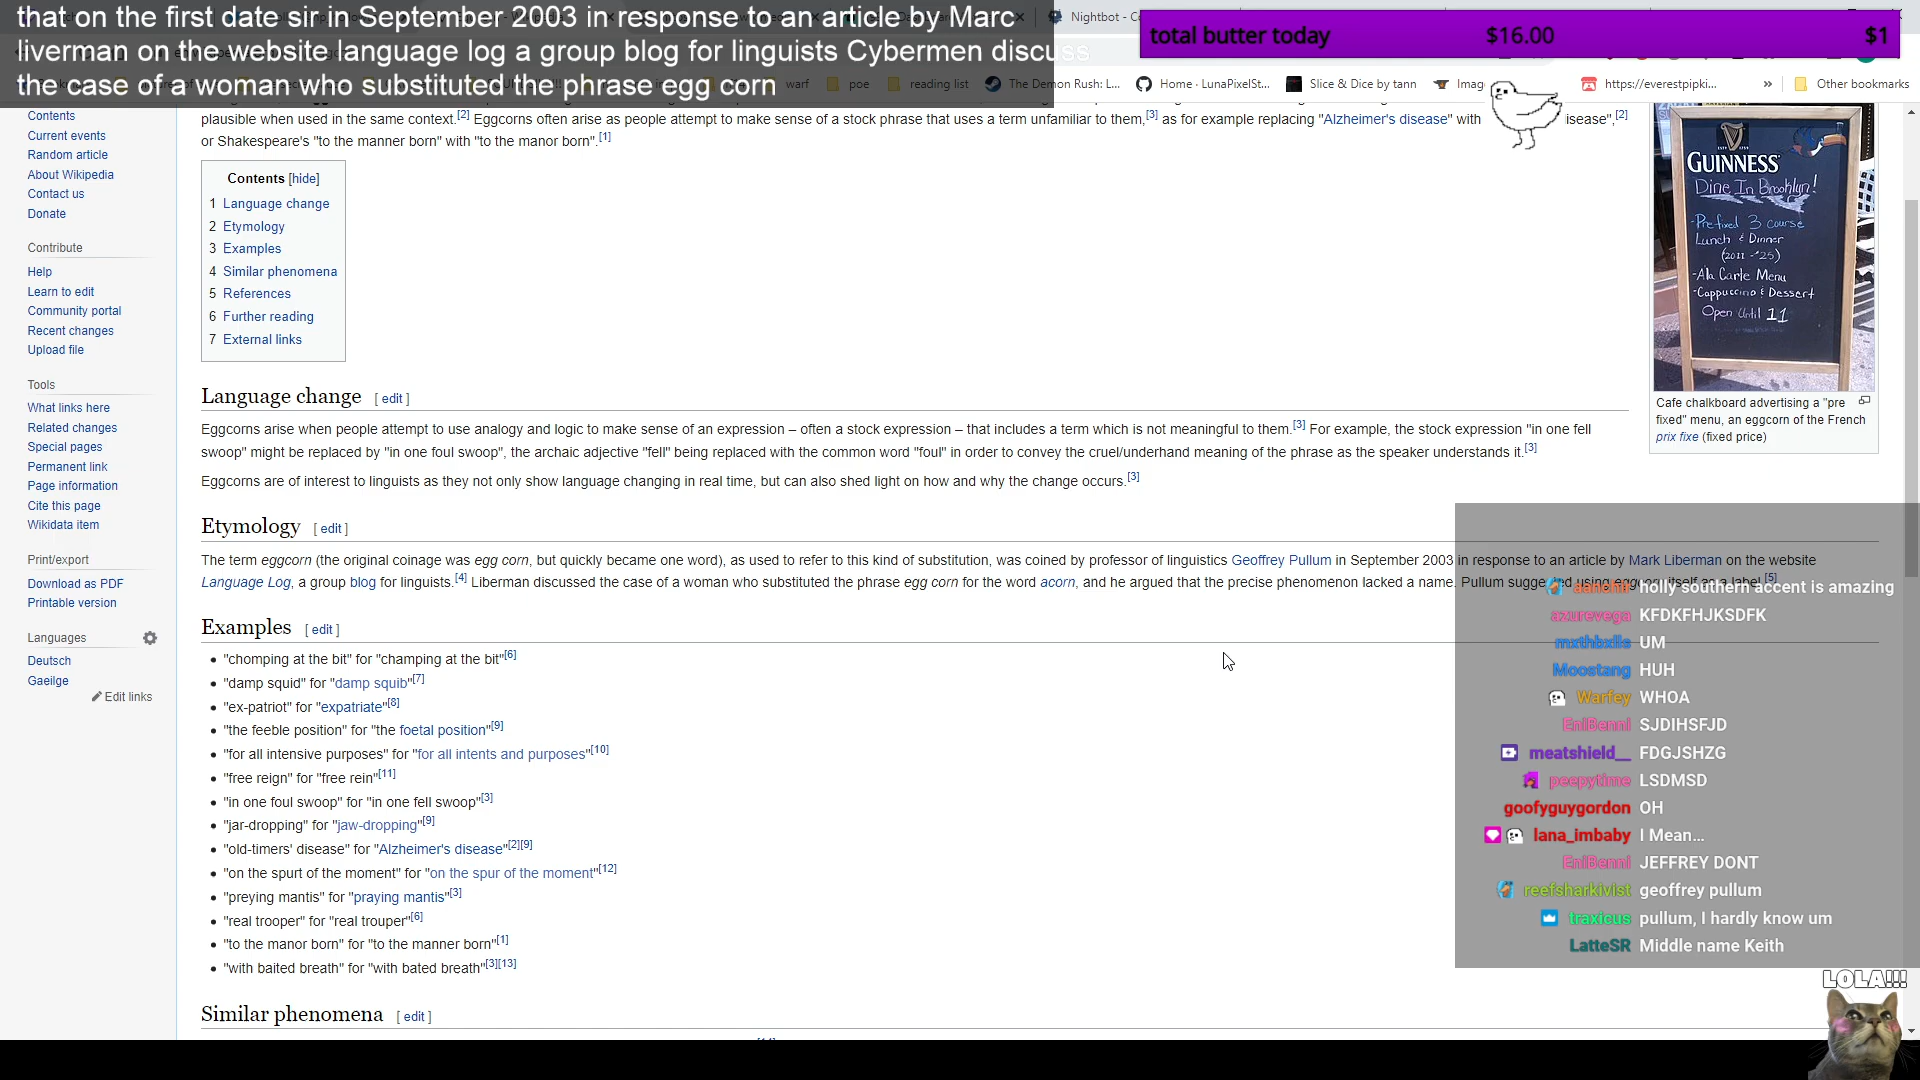 that on the first date sir in September 2003 in response to an article by Marc
liverman on the website language log a group blog for linguists Cybermen discuss
the case of a woman who substituted the phrase egg corn
Nightbot - C
total butter today $16.00 $1
warf
poe
reading list
The Demon Rush: L...
Home · LunaPixelSt...
Slice & Dice by tann
Imag
https://everestpipki...
»
Other bookmarks
Contents
Current events
Random article
About Wikipedia
Contact us
Donate
Contribute
Help
Learn to edit
Community portal
Recent changes
Upload file
Tools
What links here
Related changes
Special pages
Permanent link
Page information
Cite this page
Wikidata item
Print/export
Download as PDF
Printable version
Languages
Deutsch
Gaeilge
Edit links
plausible when used in the same context.[2] Eggcorns often arise as people attempt to make sense of a stock phrase that uses a term unfamiliar to them,[3] as for example replacing "Alzheimer's disease" with isease",[2]
or Shakespeare's "to the manner born" with "to the manor born".[1]
Contents [hide]
1 Language change
2 Etymology
3 Examples
4 Similar phenomena
5 References
6 Further reading
7 External links
GUINNESS
Dine In Brooklyn!
-Prefixed 3 course
Lunch & Dinner
(2011 - $25)
-Ala Carte Menu
-Cappuccino & Dessert
Open Until 11
Cafe chalkboard advertising a "pre
fixed" menu, an eggcorn of the French
prix fixe (fixed price)
Language change [ edit ]
Eggcorns arise when people attempt to use analogy and logic to make sense of an expression – often a stock expression – that includes a term which is not meaningful to them.[3] For example, the stock expression "in one fell
swoop" might be replaced by "in one foul swoop", the archaic adjective "fell" being replaced with the common word "foul" in order to convey the cruel/underhand meaning of the phrase as the speaker understands it.[3]
Eggcorns are of interest to linguists as they not only show language changing in real time, but can also shed light on how and why the change occurs.[3]
Etymology [ edit ]
The term eggcorn (the original coinage was egg corn, but quickly became one word), as used to refer to this kind of substitution, was coined by professor of linguistics Geoffrey Pullum in September 2003 in response to an article by Mark Liberman on the website
Language Log, a group blog for linguists.[4] Liberman discussed the case of a woman who substituted the phrase egg corn for the word acorn, and he argued that the precise phenomenon lacked a name. Pullum suggested using eggcorn itself as a label.[5]
Examples [ edit ]
• "chomping at the bit" for "champing at the bit"[6]
• "damp squid" for "damp squib"[7]
• "ex-patriot" for "expatriate"[8]
• "the feeble position" for "the foetal position"[9]
• "for all intensive purposes" for "for all intents and purposes"[10]
• "free reign" for "free rein"[11]
• "in one foul swoop" for "in one fell swoop"[3]
• "jar-dropping" for "jaw-dropping"[9]
• "old-timers' disease" for "Alzheimer's disease"[2][9]
• "on the spurt of the moment" for "on the spur of the moment"[12]
• "preying mantis" for "praying mantis"[3]
• "real trooper" for "real trouper"[6]
• "to the manor born" for "to the manner born"[1]
• "with baited breath" for "with bated breath"[3][13]
Similar phenomena [ edit ]
holly southern accent is amazing
azurevega KFDKFHJKSDFK
mxthbxlls UM
Moostang HUH
Warfey WHOA
EniBenni SJDIHSFJD
meatshield__ FDGJSHZG
peepytime LSDMSD
goofyguygordon OH
lana_imbaby I Mean...
EniBenni JEFFREY DONT
reefsharkivist geoffrey pullum
traxicus pullum, I hardly know um
LatteSR Middle name Keith
LOLA!!!